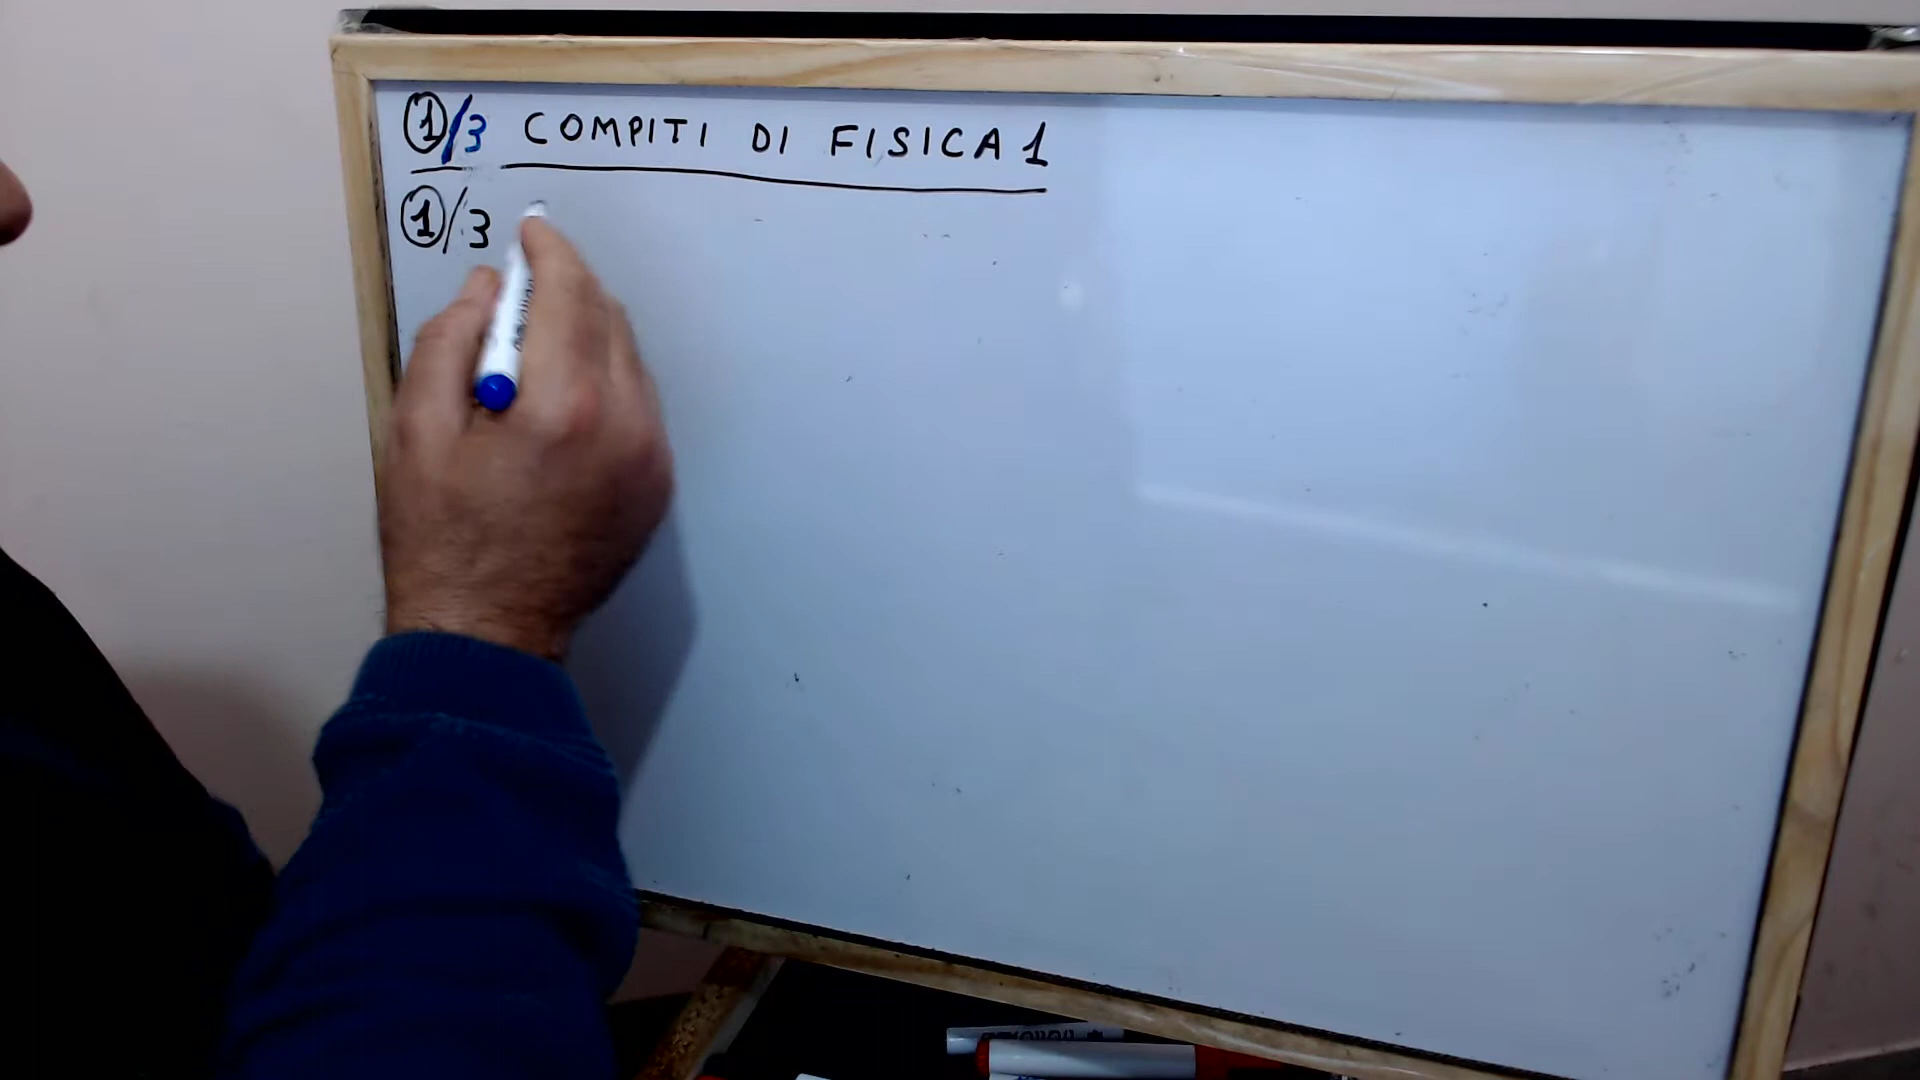 ①/3 COMPITI DI FISICA 1
①/3